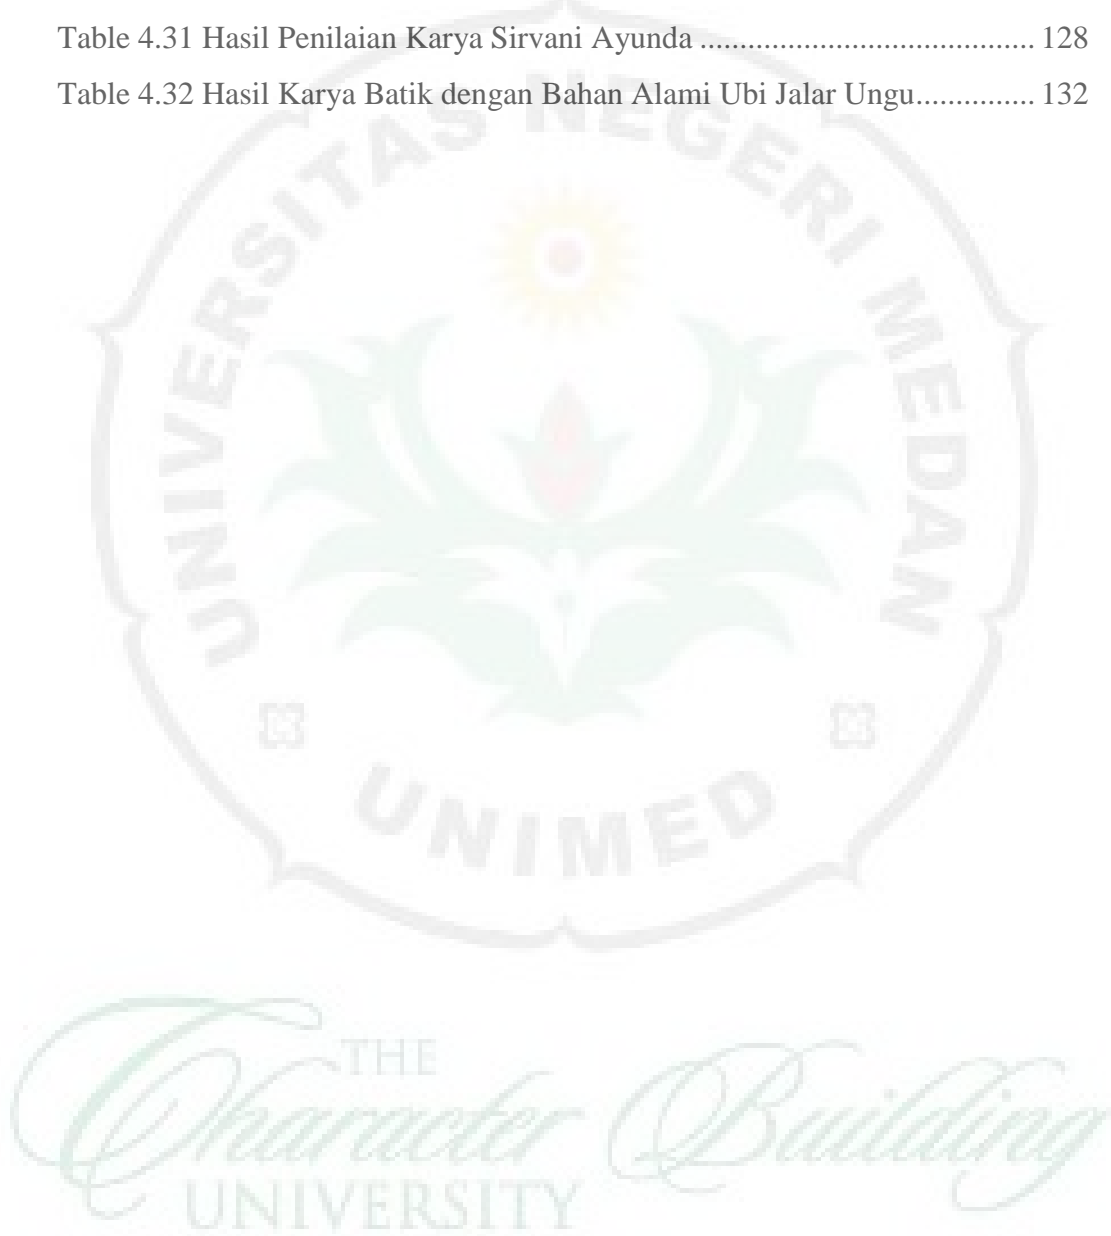 Table 4.31 Hasil Penilaian Karya Sirvani Ayunda ..................................... 128
Table 4.32 Hasil Karya Batik dengan Bahan Alami Ubi Jalar Ungu............... 132
UNIVERSITAS NEGERI MEDAN
UNIMED
THE
Character Building
UNIVERSITY